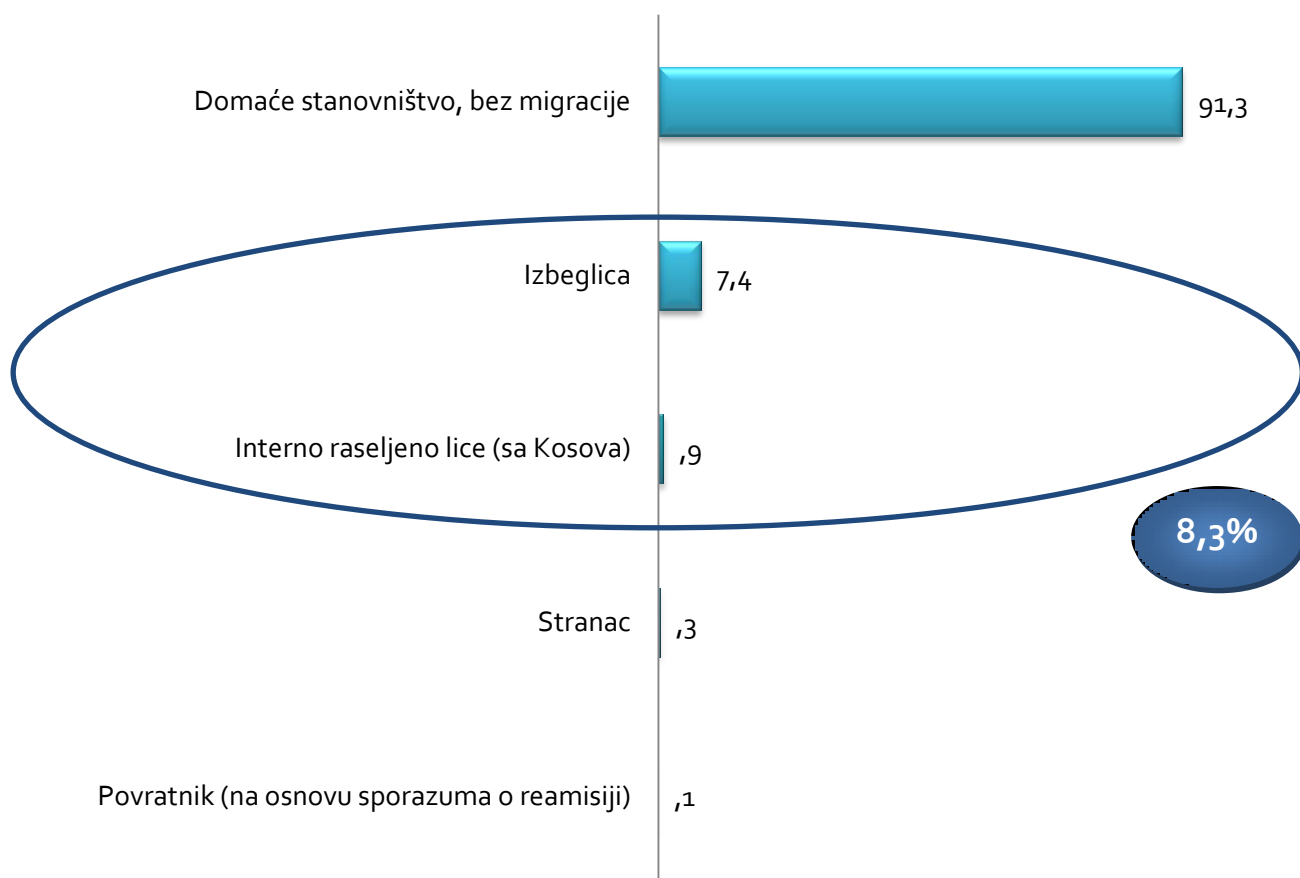 Domaće stanovništvo, bez migracije 91,3
Izbeglica 7,4
Interno raseljeno lice (sa Kosova) ,9
8,3%
Stranac ,3
Povratnik (na osnovu sporazuma o reamisiji) ,1